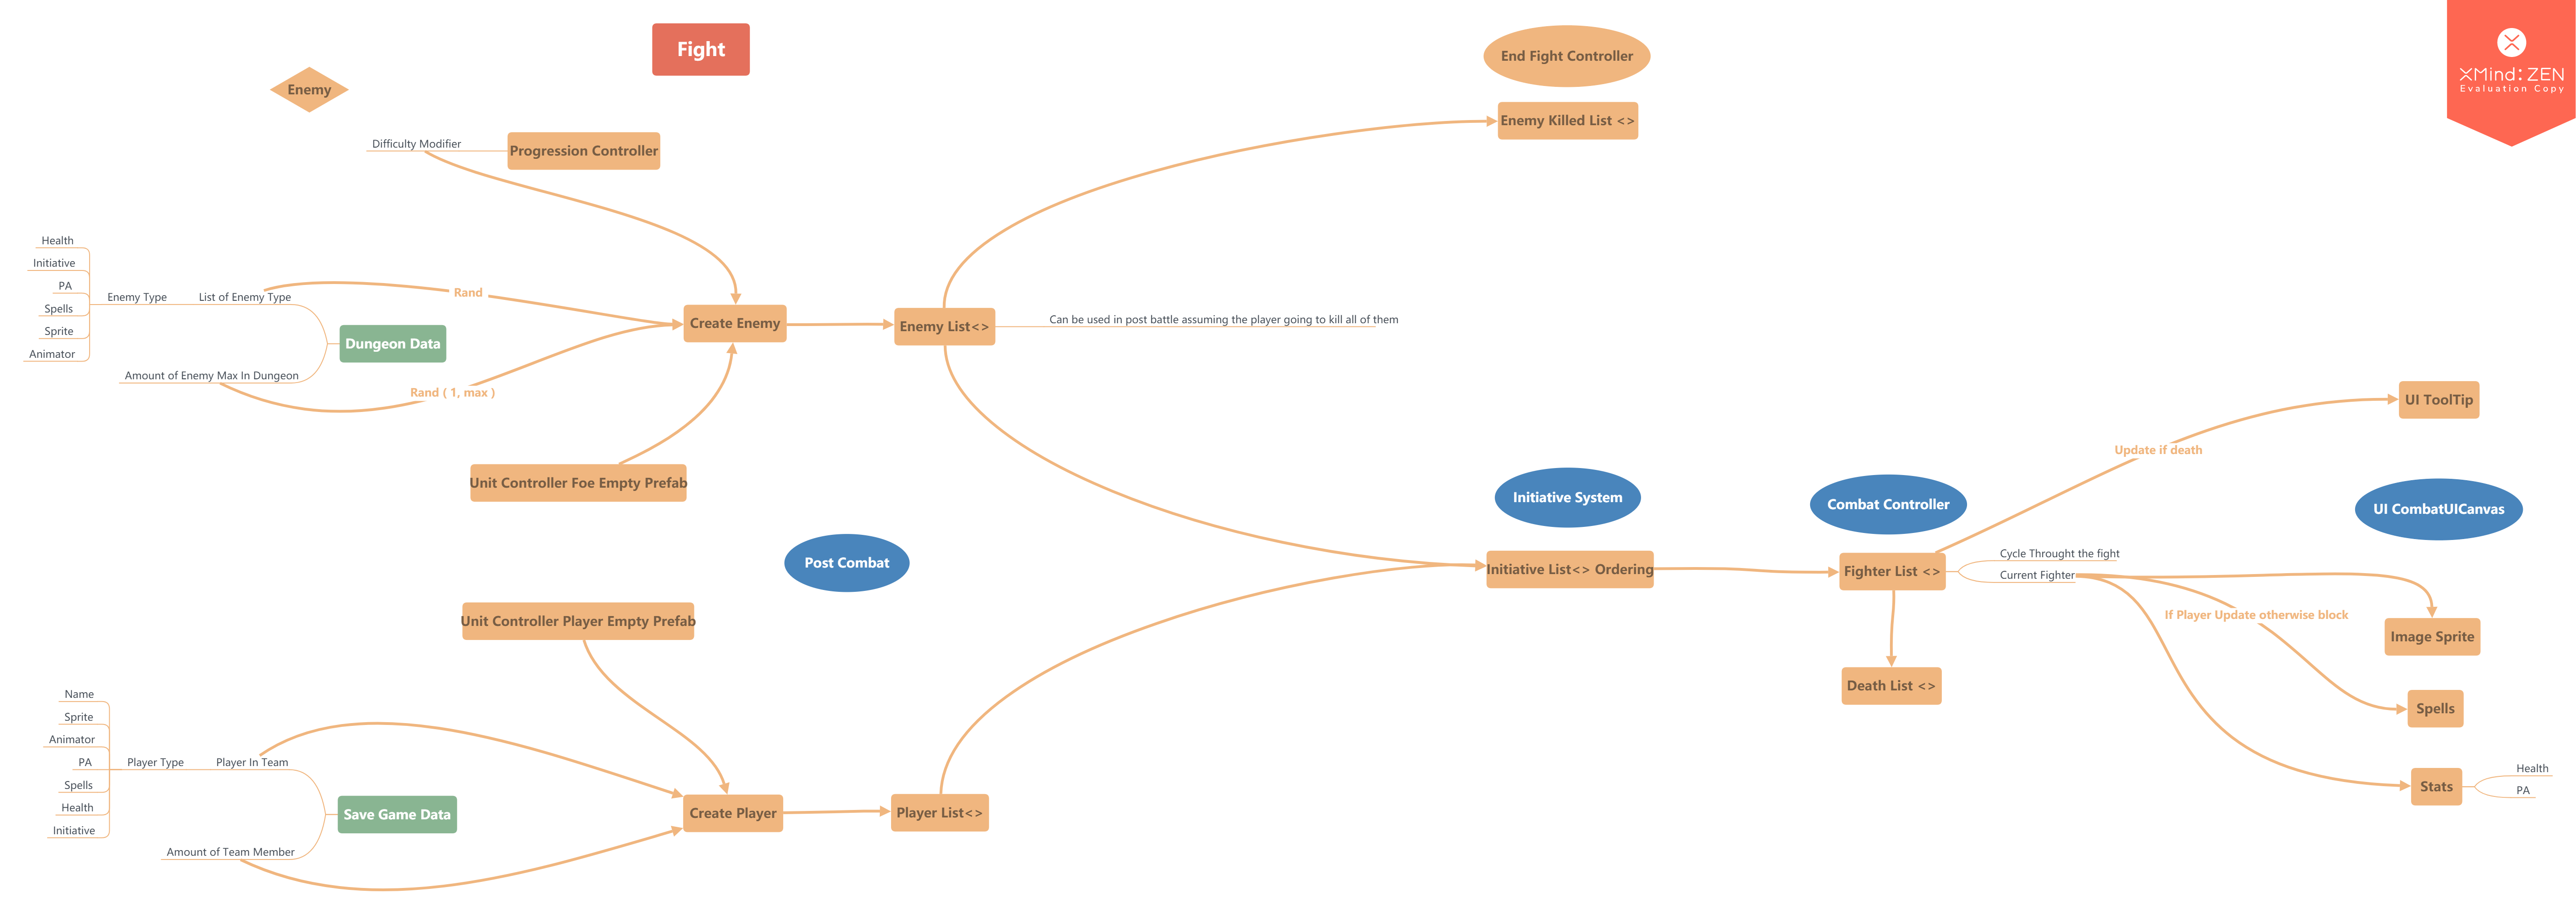 Fight
End Fight Controller
XMind: ZEN
Evaluation Copy
Enemy
Enemy Killed List <>
Difficulty Modifier
Progression Controller
Health
Initiative
PA
Spells
Sprite
Animator
Enemy Type
List of Enemy Type
Rand
Dungeon Data
Amount of Enemy Max In Dungeon
Rand ( 1, max )
Create Enemy
Enemy List<>
Can be used in post battle assuming the player going to kill all of them
Unit Controller Foe Empty Prefab
Post Combat
Initiative System
Combat Controller
UI ToolTip
Update if death
UI CombatUICanvas
Initiative List<> Ordering
Fighter List <>
Cycle Throught the fight
Current Fighter
If Player Update otherwise block
Image Sprite
Death List <>
Spells
Stats
Health
PA
Unit Controller Player Empty Prefab
Name
Sprite
Animator
PA
Spells
Health
Initiative
Player Type
Player In Team
Save Game Data
Amount of Team Member
Create Player
Player List<>